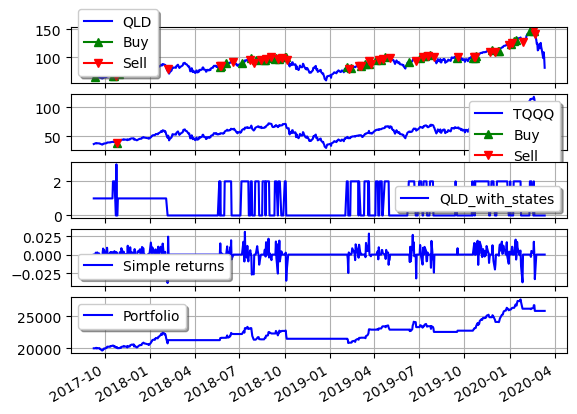 150
100
QLD
Buy
Sell
100
50
TQQQ
Buy
Sell
2
0
QLD_with_states
0.025
0.000
−0.025
Simple returns
25000
20000
Portfolio
2017-10
2018-01
2018-04
2018-07
2018-10
2019-01
2019-04
2019-07
2019-10
2020-01
2020-04